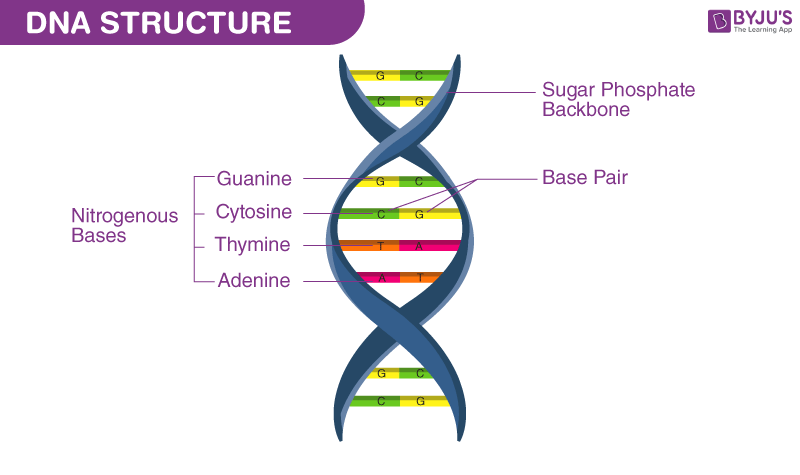 DNA STRUCTURE
BYJU'S
The Learning App
G C
C G
Sugar Phosphate
Backbone
Guanine
G C
Base Pair
Nitrogenous
Bases
Cytosine
C G
Thymine
T A
Adenine
A T
G C
C G